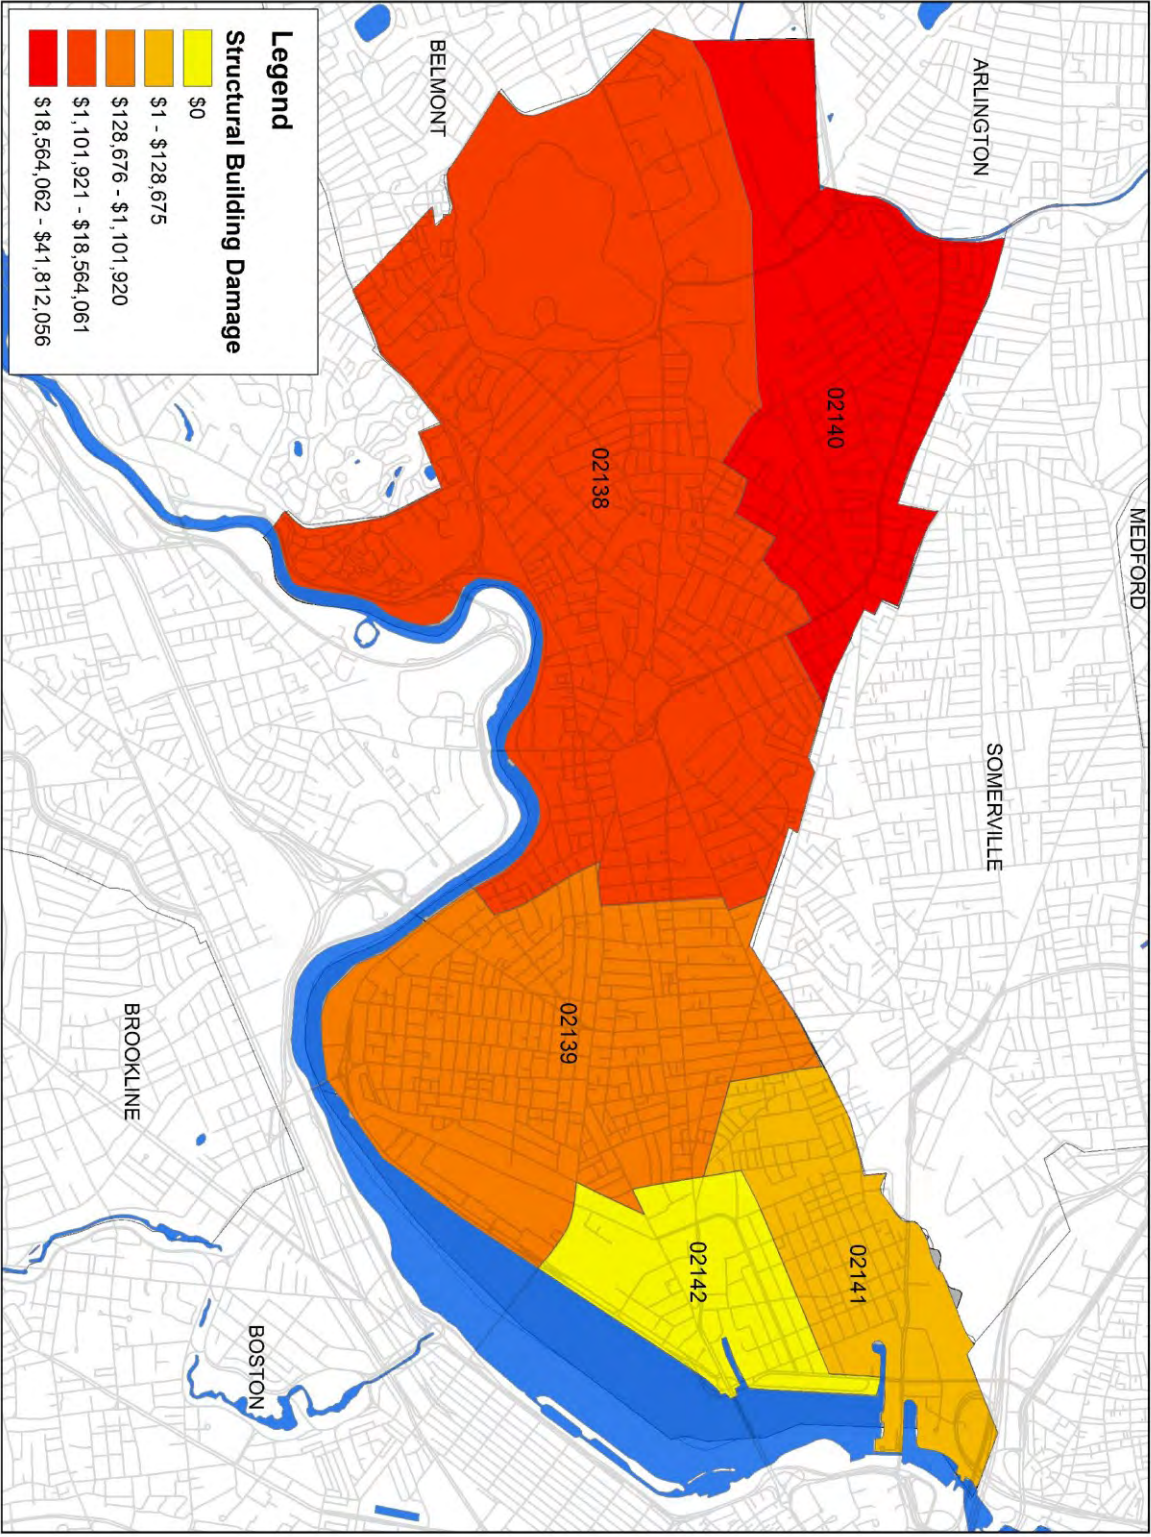 ARLINGTON
MEDFORD
BELMONT
SOMERVILLE
02140
02138
02139
02141
02142
BROOKLINE
BOSTON
Legend
Structural Building Damage
$0
$1 - $128,675
$128,676 - $1,101,920
$1,101,921 - $18,564,061
$18,564,062 - $41,812,056